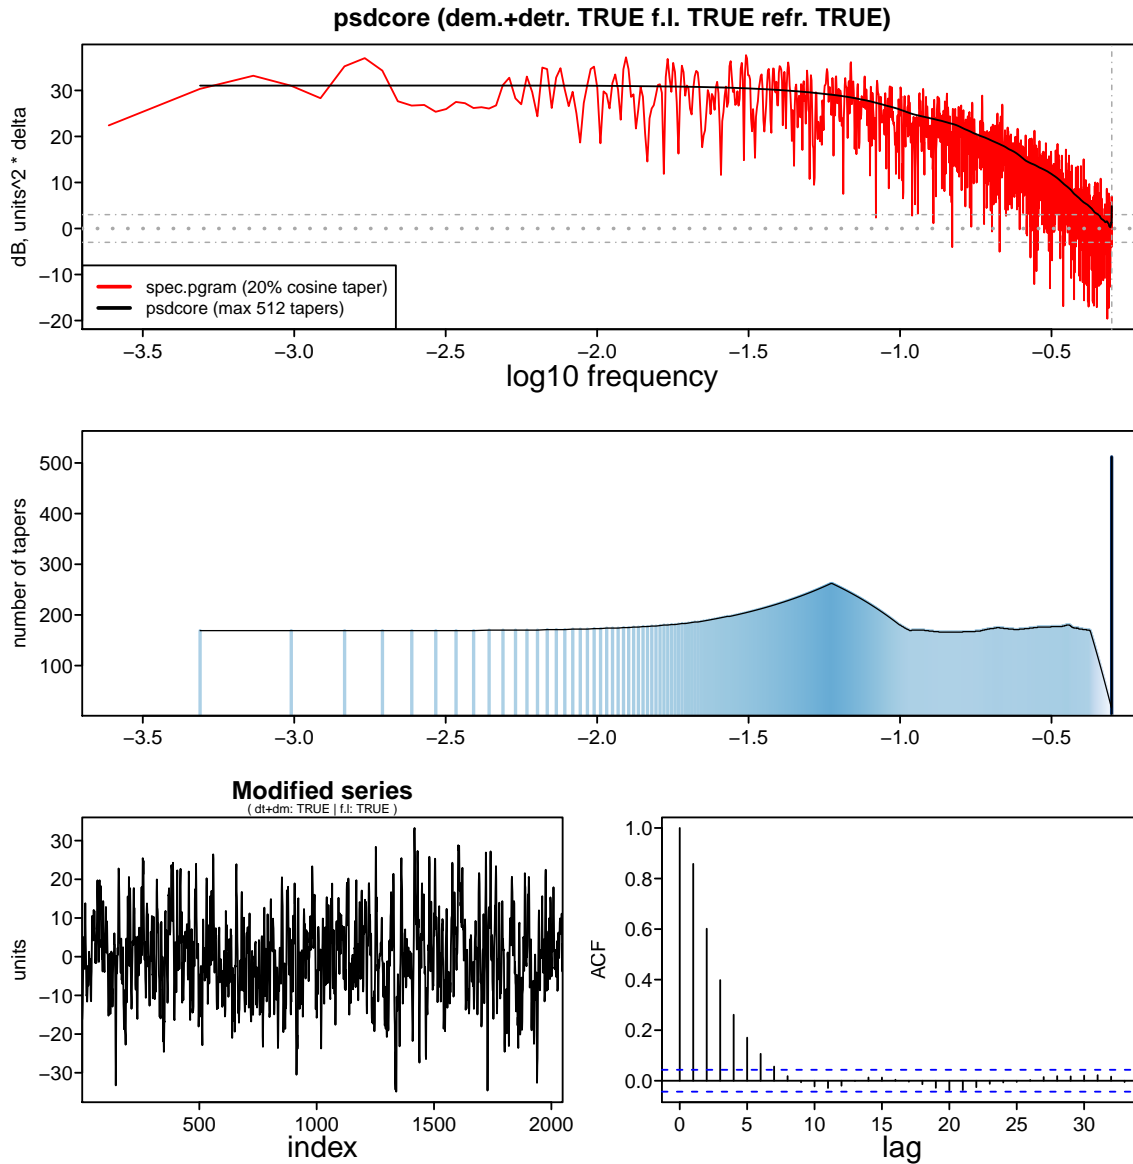 psdcore (dem.+detr. TRUE f.l. TRUE refr. TRUE)
dB, units^2 * delta
30
20
10
0
−10
−20
spec.pgram (20% cosine taper)
psdcore (max 512 tapers)
−3.5 −3.0 −2.5 −2.0 −1.5 −1.0 −0.5
log10 frequency
number of tapers
500
400
300
200
100
−3.5 −3.0 −2.5 −2.0 −1.5 −1.0 −0.5
Modified series
( dt+dm: TRUE | f.l: TRUE )
units
30
20
10
0
−10
−20
−30
500 1000 1500 2000
index
ACF
1.0
0.8
0.6
0.4
0.2
0.0
0 5 10 15 20 25 30
lag